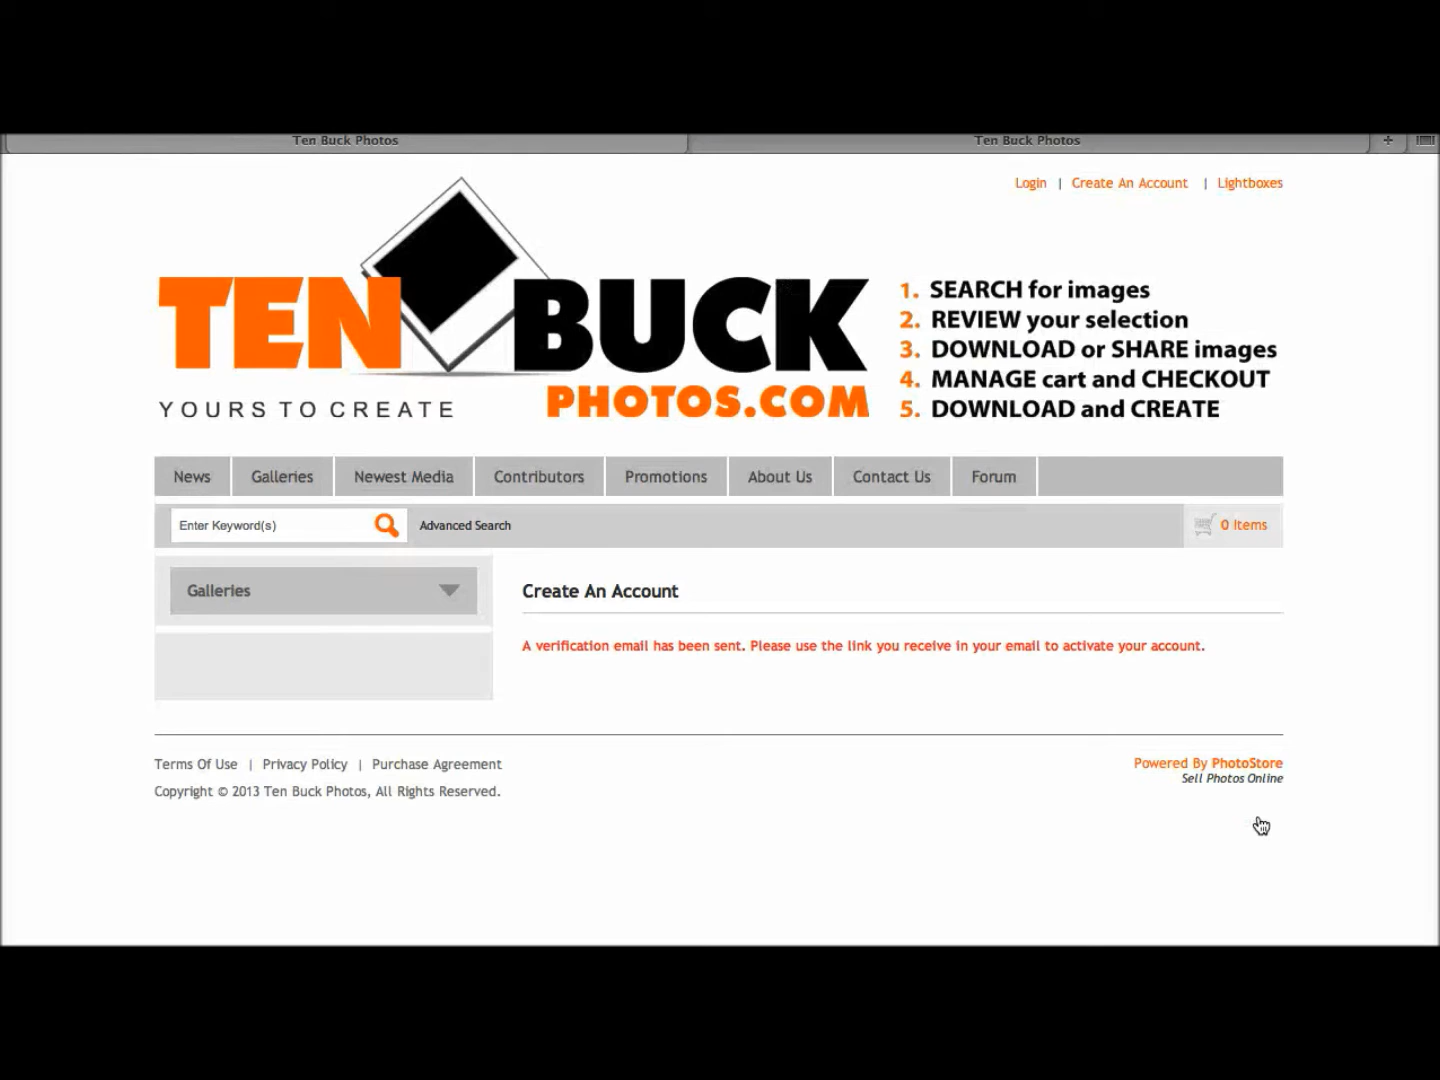 Ten Buck Photos
Ten Buck Photos
Login | Create An Account | Lightboxes
TEN BUCK
PHOTOS.COM
YOURS TO CREATE
1. SEARCH for images
2. REVIEW your selection
3. DOWNLOAD or SHARE images
4. MANAGE cart and CHECKOUT
5. DOWNLOAD and CREATE
News Galleries Newest Media Contributors Promotions About Us Contact Us Forum
Enter Keyword(s) Advanced Search 0 Items
Galleries
Create An Account
A verification email has been sent. Please use the link you receive in your email to activate your account.
Terms Of Use | Privacy Policy | Purchase Agreement
Copyright © 2013 Ten Buck Photos, All Rights Reserved.
Powered By PhotoStore
Sell Photos Online